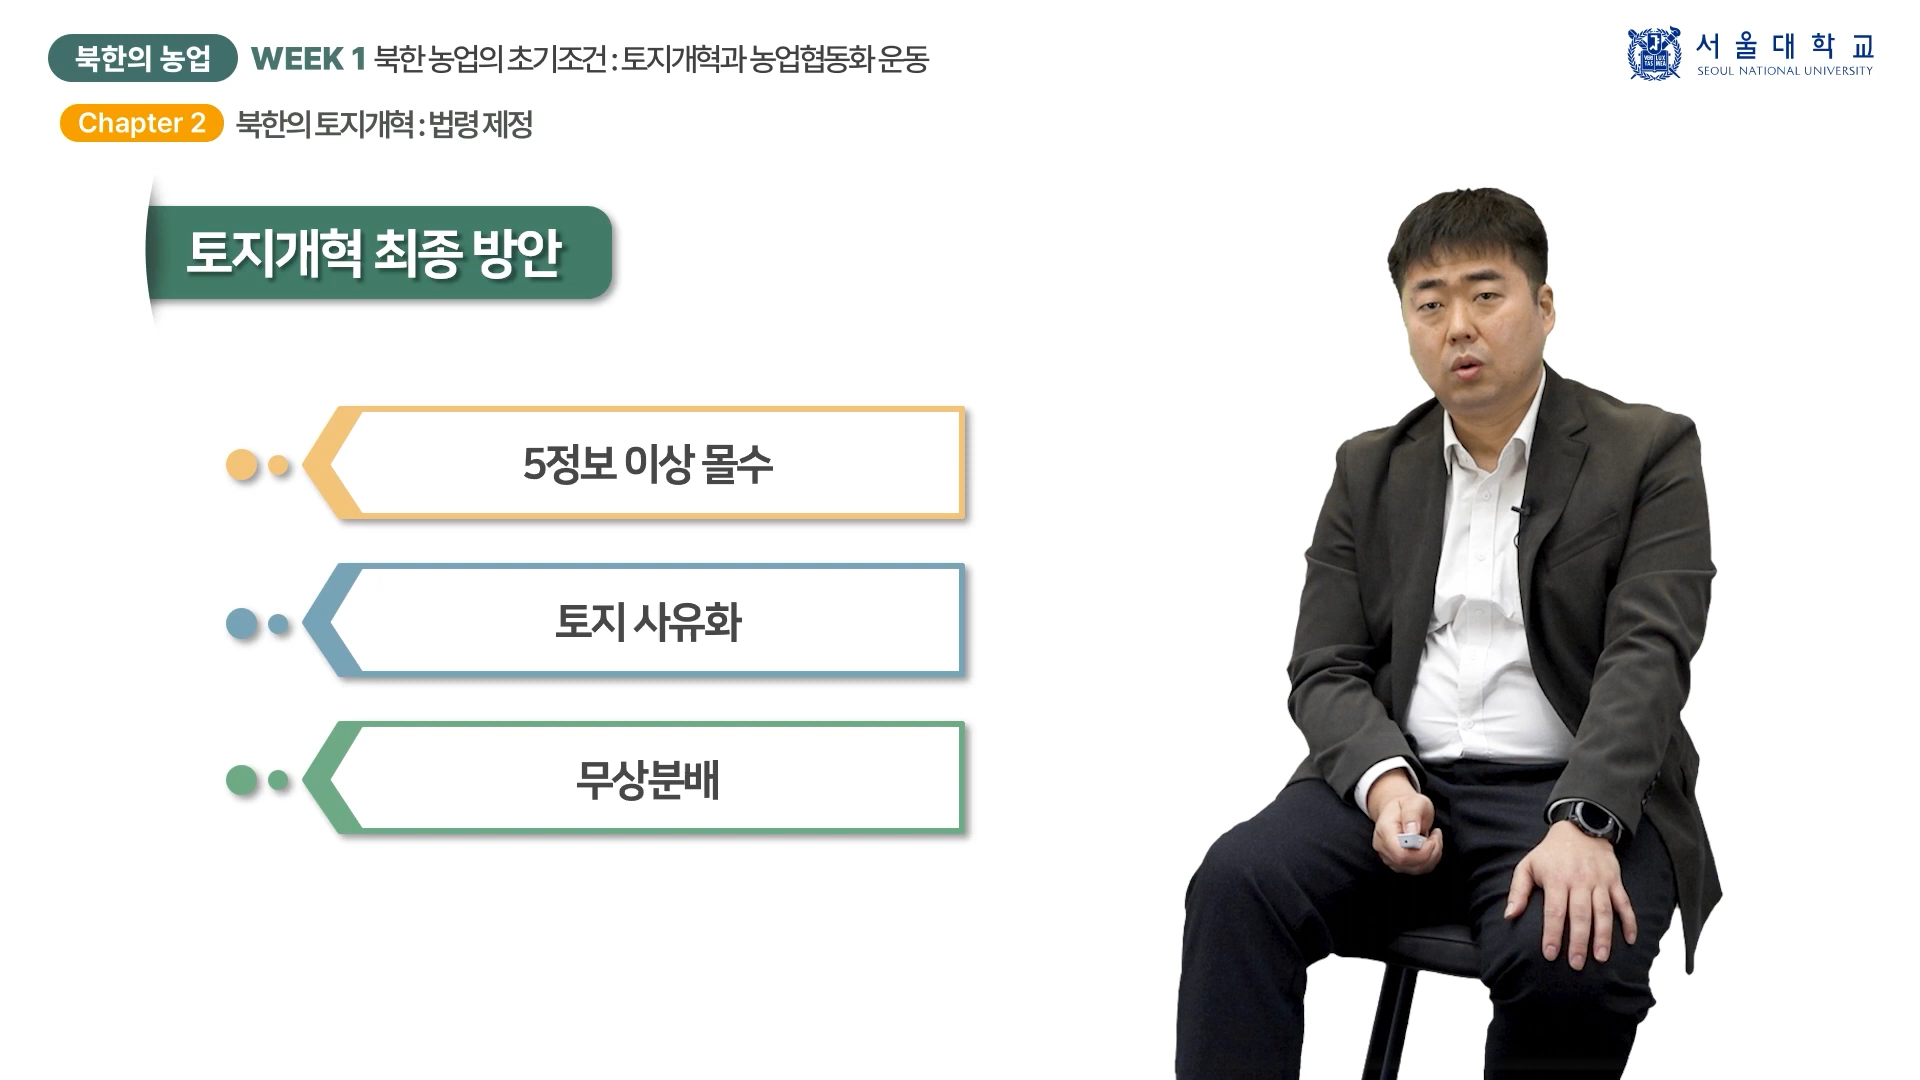 북한의 농업 WEEK 1 북한 농업의 초기조건 : 토지개혁과 농업협동화 운동
서울대학교
SEOUL NATIONAL UNIVERSITY
Chapter 2 북한의 토지개혁 : 법령 제정
토지개혁 최종 방안
5정보 이상 몰수
토지 사유화
무상분배